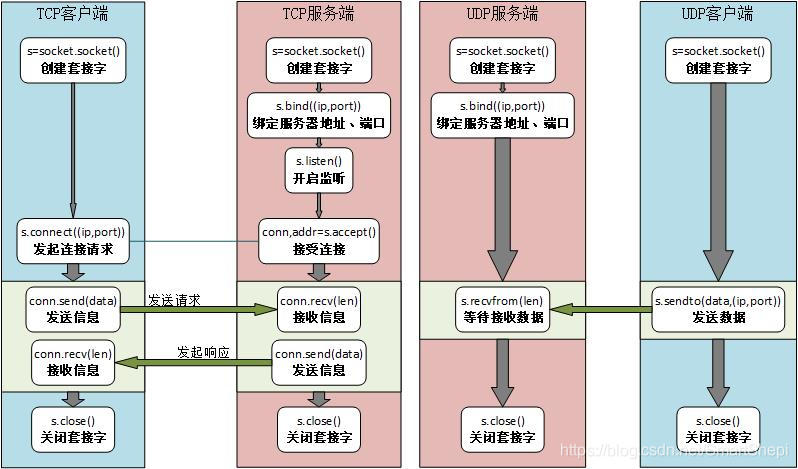 TCP客户端
TCP服务端
UDP服务端
UDP客户端
s=socket.socket()
创建套接字
s=socket.socket()
创建套接字
s=socket.socket()
创建套接字
s=socket.socket()
创建套接字
s.bind((ip,port))
绑定服务器地址、端口
s.bind((ip,port))
绑定服务器地址、端口
s.listen()
开启监听
s.connect((ip,port))
发起连接请求
conn,addr=s.accept()
接受连接
conn.send(data)
发送信息
发送请求
conn.recv(len)
接收信息
s.recvfrom(len)
等待接收数据
s.sendto(data,(ip,port))
发送数据
conn.recv(len)
接收信息
发起响应
conn.send(data)
发送信息
s.close()
关闭套接字
s.close()
关闭套接字
s.close()
关闭套接字
s.close()
关闭套接字
https://blog.csdn.net/SmartShepi